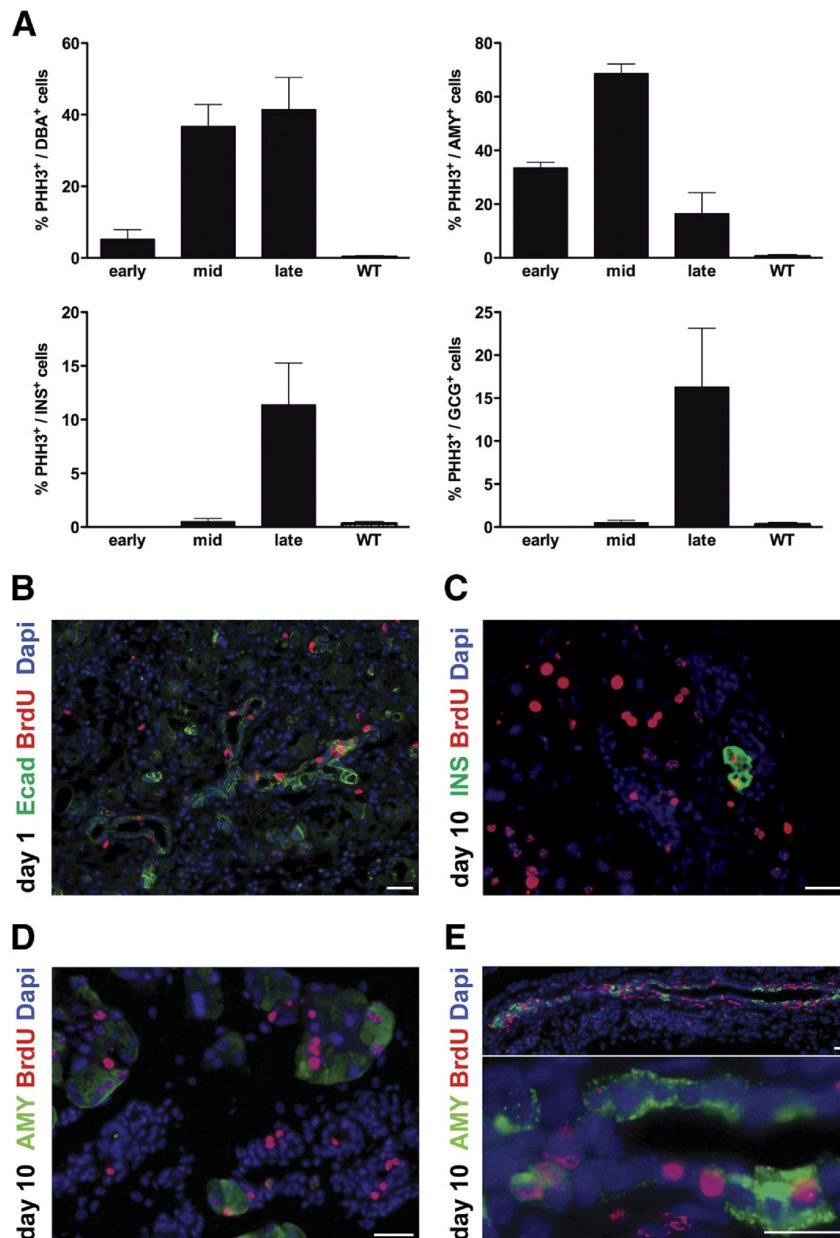 A
% PHH3+ / DBA+ cells
60
40
20
0
early mid late WT
% PHH3+ / AMY+ cells
80
60
40
20
0
early mid late WT
% PHH3+ / INS+ cells
20
15
10
5
0
early mid late WT
% PHH3+ / GCG+ cells
25
20
15
10
5
0
early mid late WT
B
day 1 Ecad BrdU Dapi
C
day 10 INS BrdU Dapi
D
day 10 AMY BrdU Dapi
E
day 10 AMY BrdU Dapi